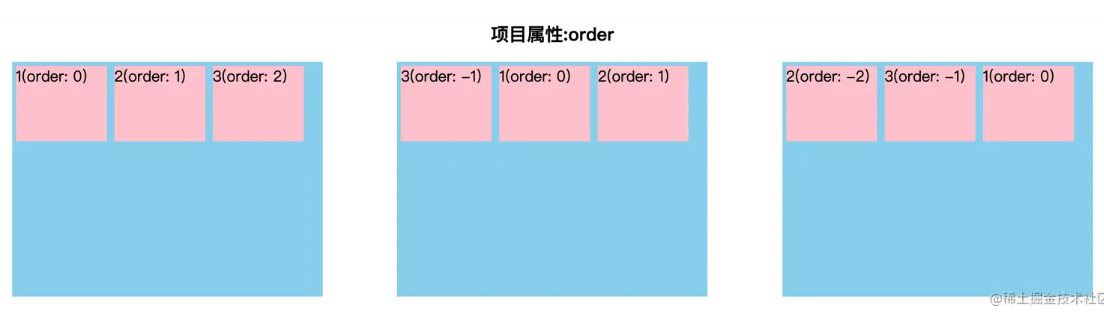 项目属性:order
1(order: 0) 2(order: 1) 3(order: 2)
3(order: -1) 1(order: 0) 2(order: 1)
2(order: -2) 3(order: -1) 1(order: 0)
@稀土掘金技术社区